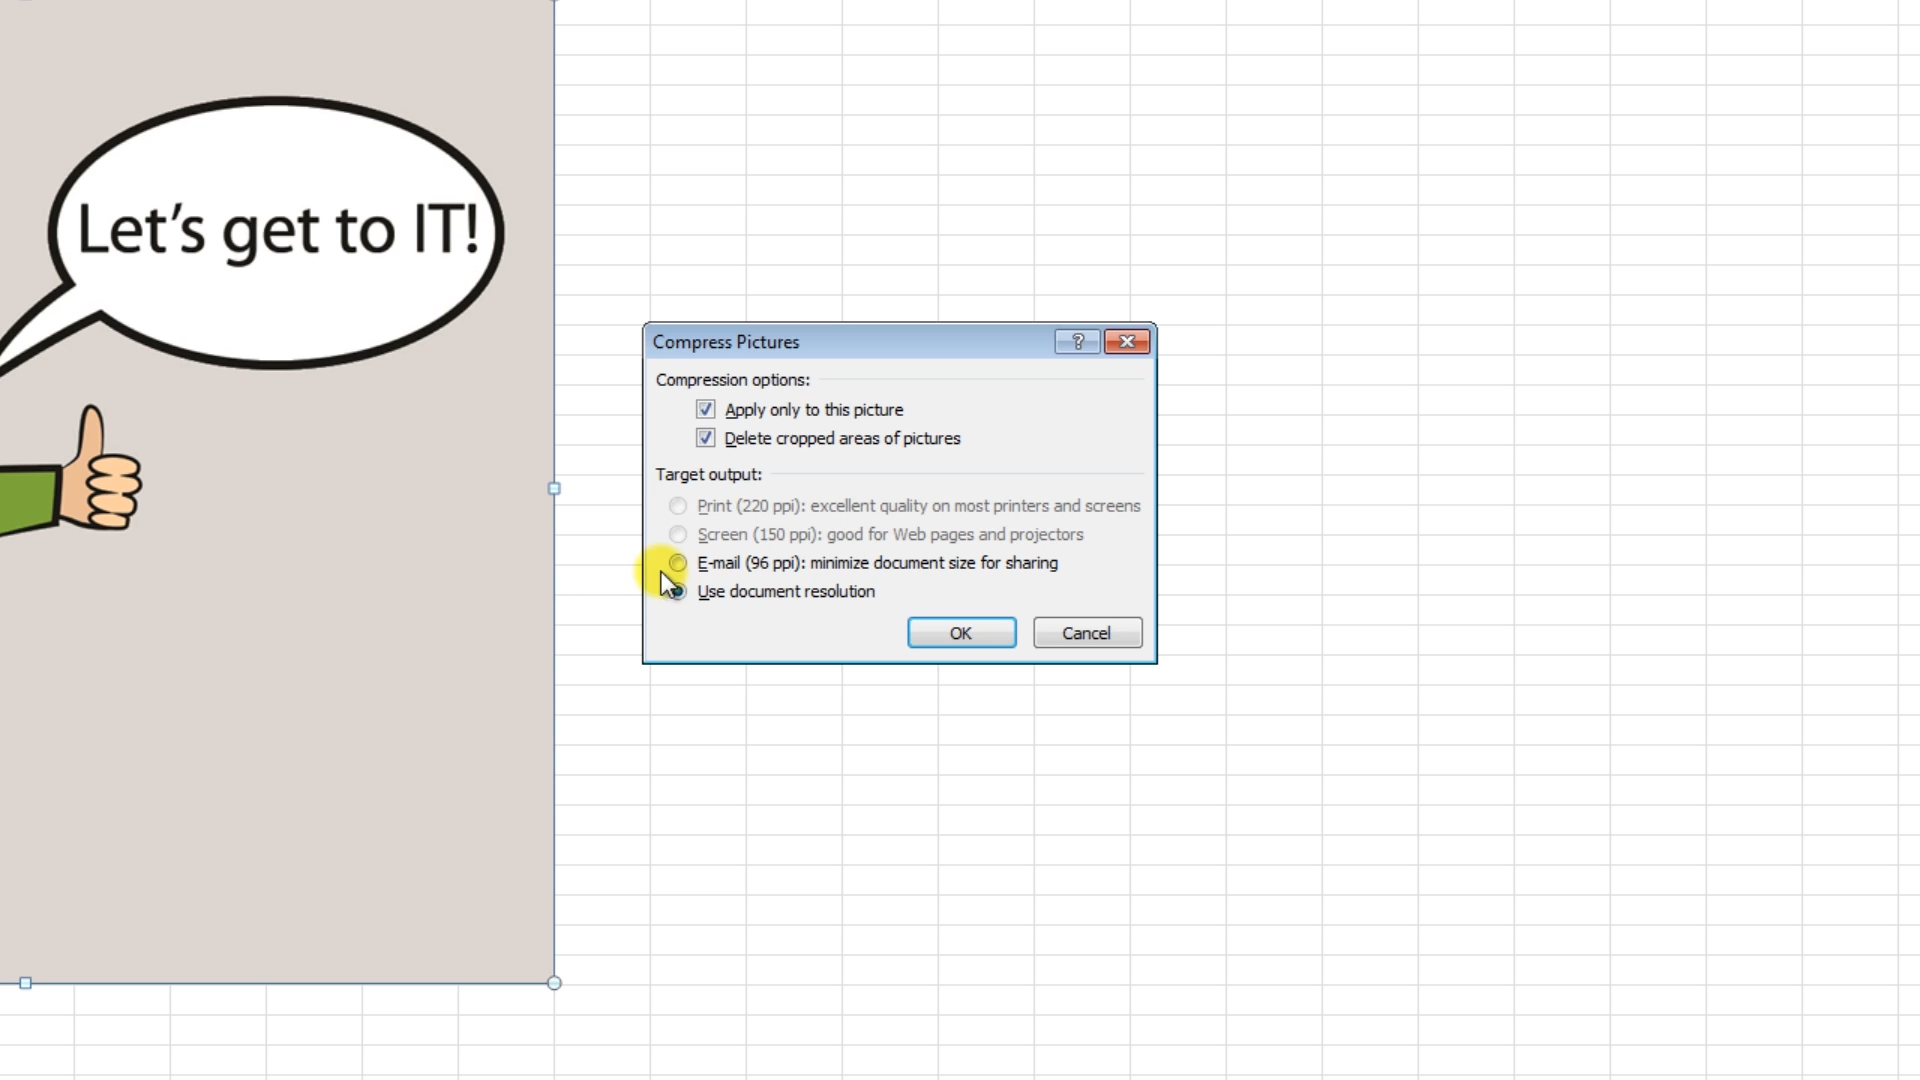 Let's get to IT!
Compress Pictures
?
Compression options:
Apply only to this picture
Delete cropped areas of pictures
Target output:
Print (220 ppi): excellent quality on most printers and screens
Screen (150 ppi): good for Web pages and projectors
E-mail (96 ppi): minimize document size for sharing
Use document resolution
OK Cancel